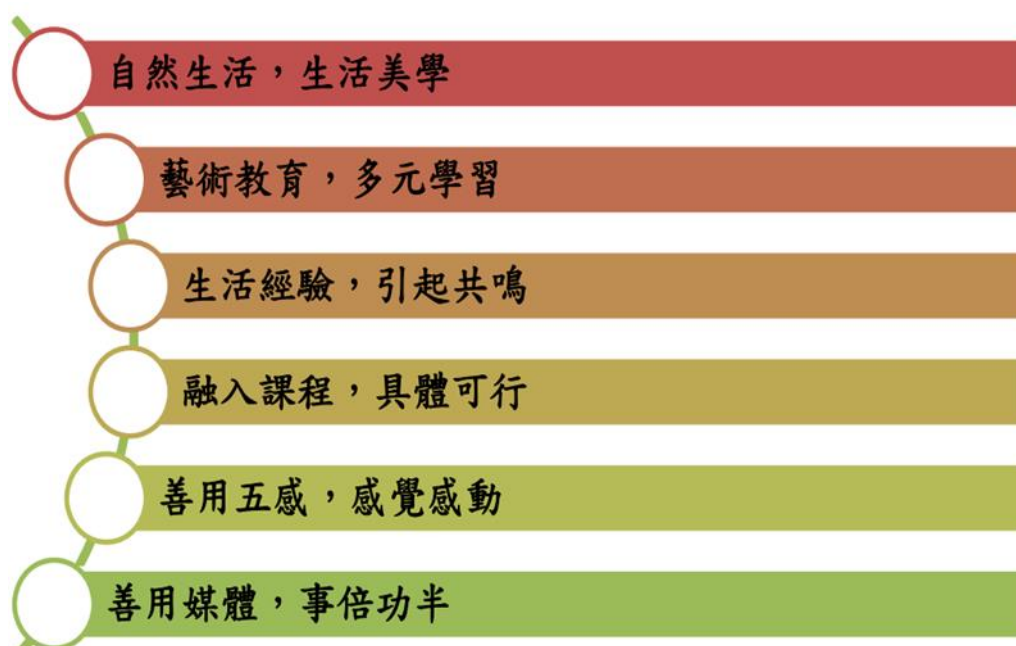 自然生活，生活美學
藝術教育，多元學習
生活經驗，引起共鳴
融入課程，具體可行
善用五感，感覺感動
善用媒體，事倍功半